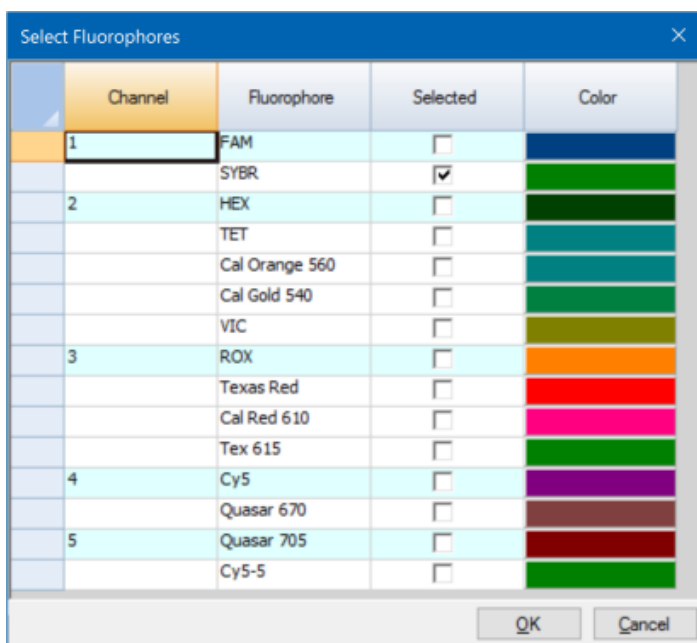 Select Fluorophores
Channel Fluorophore Selected Color
1 FAM
SYBR
2 HEX
TET
Cal Orange 560
Cal Gold 540
VIC
3 ROX
Texas Red
Cal Red 610
Tex 615
4 Cy5
Quasar 670
5 Quasar 705
Cy5-5
OK Cancel